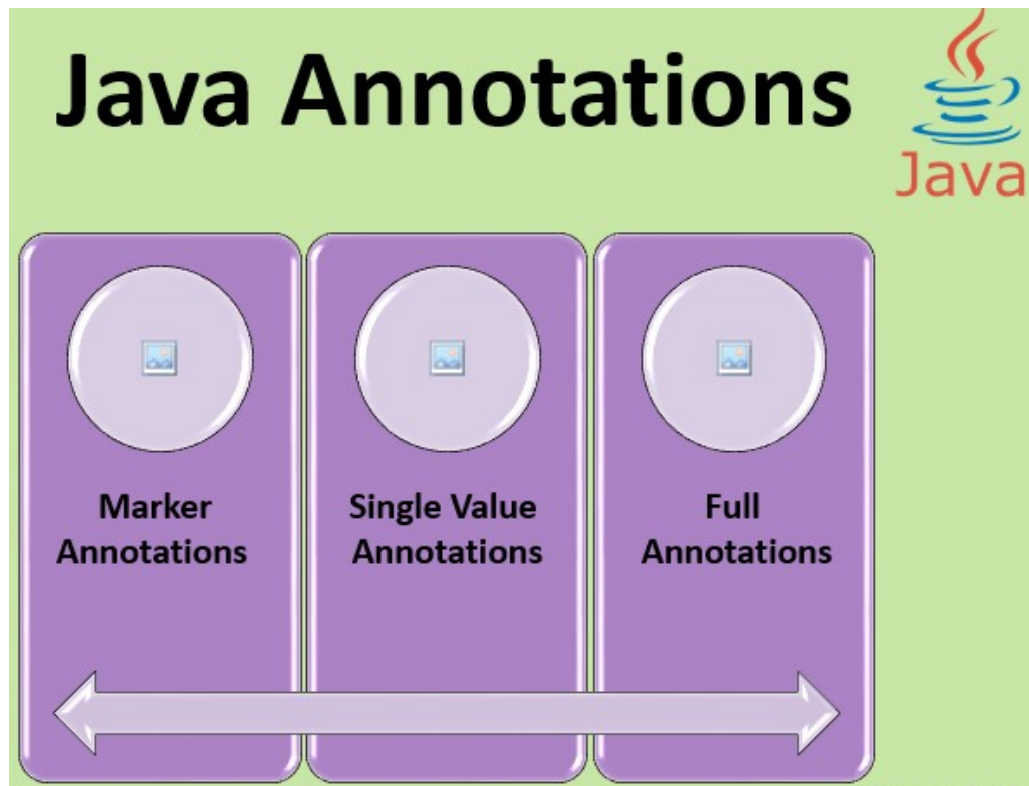 Java Annotations
Java
Marker
Annotations
Single Value
Annotations
Full
Annotations